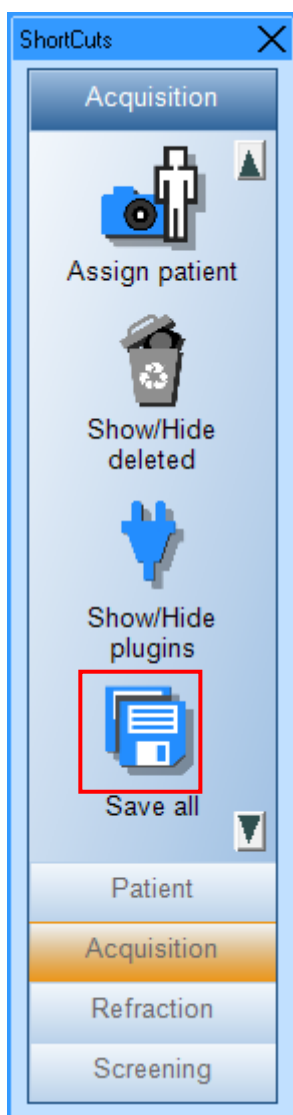 ShortCuts
Acquisition
Assign patient
Show/Hide
deleted
Show/Hide
plugins
Save all
Patient
Acquisition
Refraction
Screening